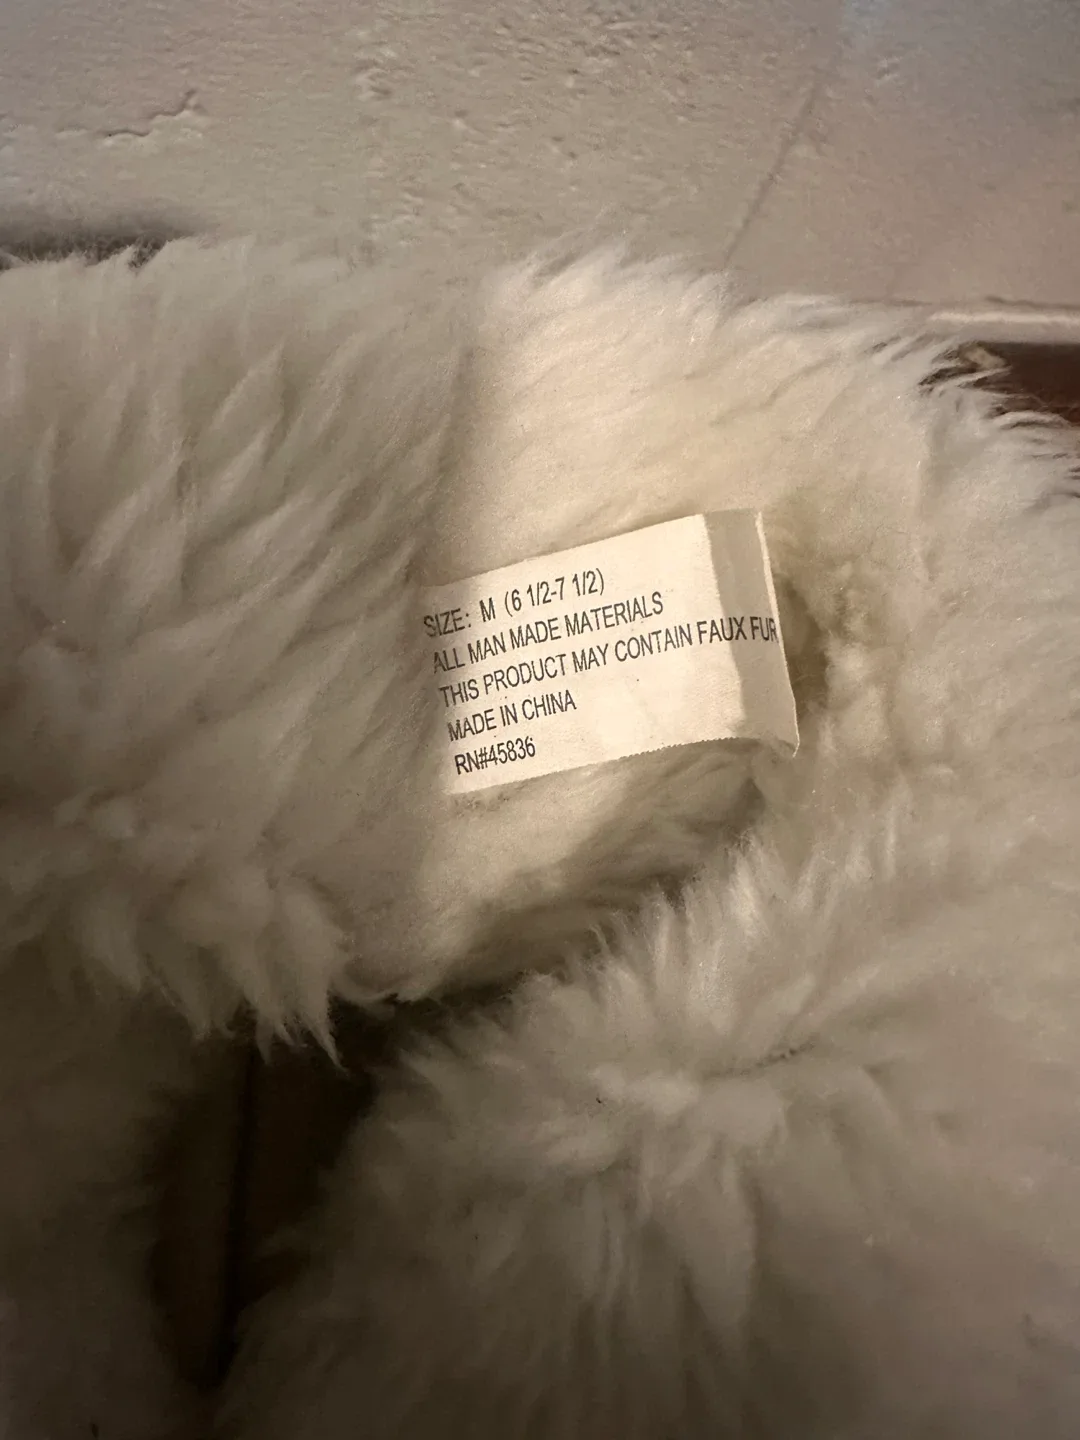 SIZE: M (6 1/2-7 1/2)
ALL MAN MADE MATERIALS
THIS PRODUCT MAY CONTAIN FAUX FUR
MADE IN CHINA
RN#45836